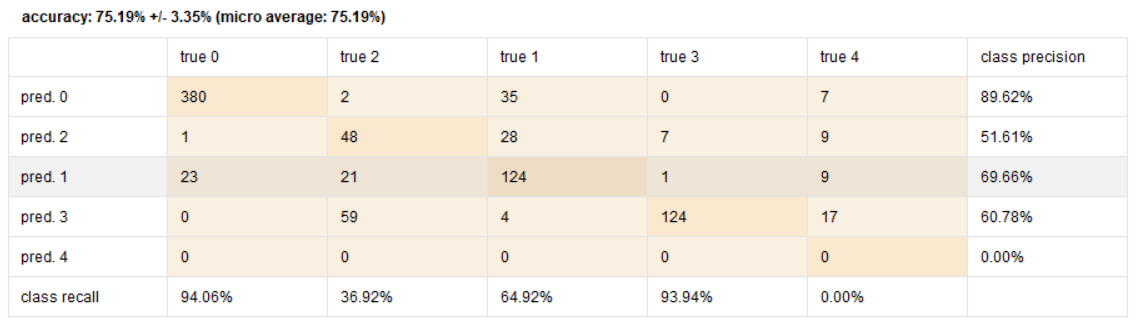 accuracy: 75.19% +/- 3.35% (micro average: 75.19%)
true 0 true 2 true 1 true 3 true 4 class precision
pred. 0 380 2 35 0 7 89.62%
pred. 2 1 48 28 7 9 51.61%
pred. 1 23 21 124 1 9 69.66%
pred. 3 0 59 4 124 17 60.78%
pred. 4 0 0 0 0 0 0.00%
class recall 94.06% 36.92% 64.92% 93.94% 0.00%